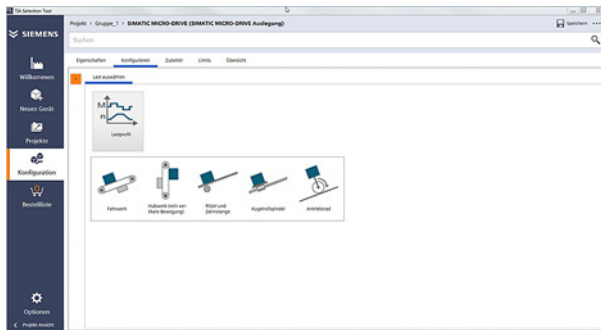 TIA Selection Tool
SIEMENS
Projekt > Gruppe_1 > SIMATIC MICRO-DRIVE (SIMATIC MICRO-DRIVE Auslegung)
Speichern
Suchen
Eigenschaften Konfigurieren Zubehör Limits Übersicht
Last auswählen
Willkommen
Neues Gerät
Projekte
Konfiguration
Bestellliste
Optionen
Projekt Ansicht
M
n
Lastprofil
Fahrwerk
Hubwerk (rein ver-
tikale Bewegung)
Ritzel und
Zahnstange
Kugelrollspindel
Antriebsrad